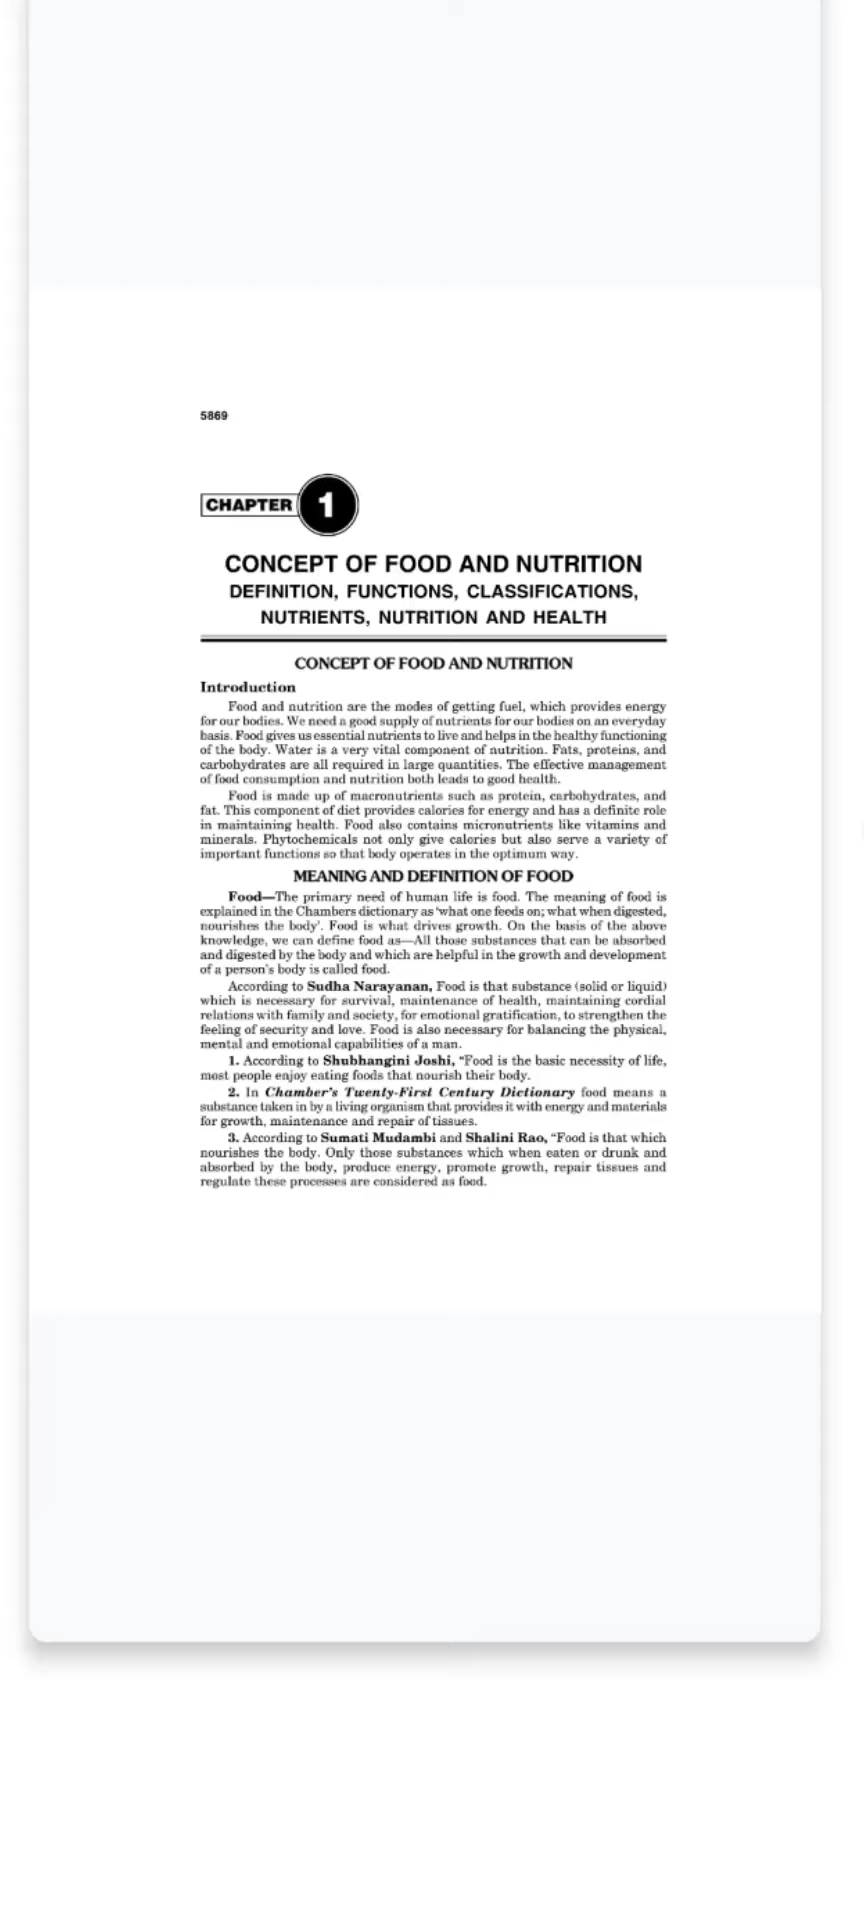 5869
CHAPTER 1
CONCEPT OF FOOD AND NUTRITION
DEFINITION, FUNCTIONS, CLASSIFICATIONS,
NUTRIENTS, NUTRITION AND HEALTH
CONCEPT OF FOOD AND NUTRITION
Introduction
Food and nutrition are the modes of getting fuel, which provides energy
for our bodies. We need a good supply of nutrients for our bodies on an everyday
basis. Food gives us essential nutrients to live and helps in the healthy functioning
of the body. Water is a very vital component of nutrition. Fats, proteins, and
carbohydrates are all required in large quantities. The effective management
of food consumption and nutrition both leads to good health.
Food is made up of macronutrients such as protein, carbohydrates, and
fat. This component of diet provides calories for energy and has a definite role
in maintaining health. Food also contains micronutrients like vitamins and
minerals. Phytochemicals not only give calories but also serve a variety of
important functions so that body operates in the optimum way.
MEANING AND DEFINITION OF FOOD
Food—The primary need of human life is food. The meaning of food is
explained in the Chambers dictionary as 'what one feeds on; what when digested,
nourishes the body'. Food is what drives growth. On the basis of the above
knowledge, we can define food as—All those substances that can be absorbed
and digested by the body and which are helpful in the growth and development
of a person's body is called food.
According to Sudha Narayanan, Food is that substance (solid or liquid)
which is necessary for survival, maintenance of health, maintaining cordial
relations with family and society, for emotional gratification, to strengthen the
feeling of security and love. Food is also necessary for balancing the physical,
mental and emotional capabilities of a man.
1. According to Shubhangini Joshi, "Food is the basic necessity of life,
most people enjoy eating foods that nourish their body.
2. In Chamber's Twenty-First Century Dictionary food means a
substance taken in by a living organism that provides it with energy and materials
for growth, maintenance and repair of tissues.
3. According to Sumati Mudambi and Shalini Rao, "Food is that which
nourishes the body. Only those substances which when eaten or drunk and
absorbed by the body, produce energy, promote growth, repair tissues and
regulate these processes are considered as food.